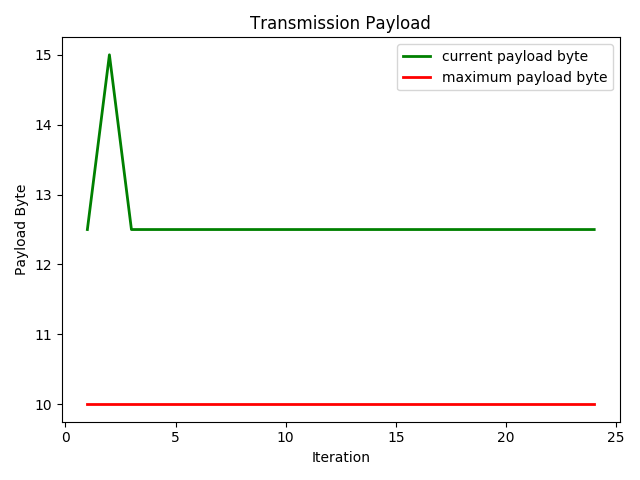 Transmission Payload
current payload byte
maximum payload byte
Payload Byte
15
14
13
12
11
10
0 5 10 15 20 25
Iteration